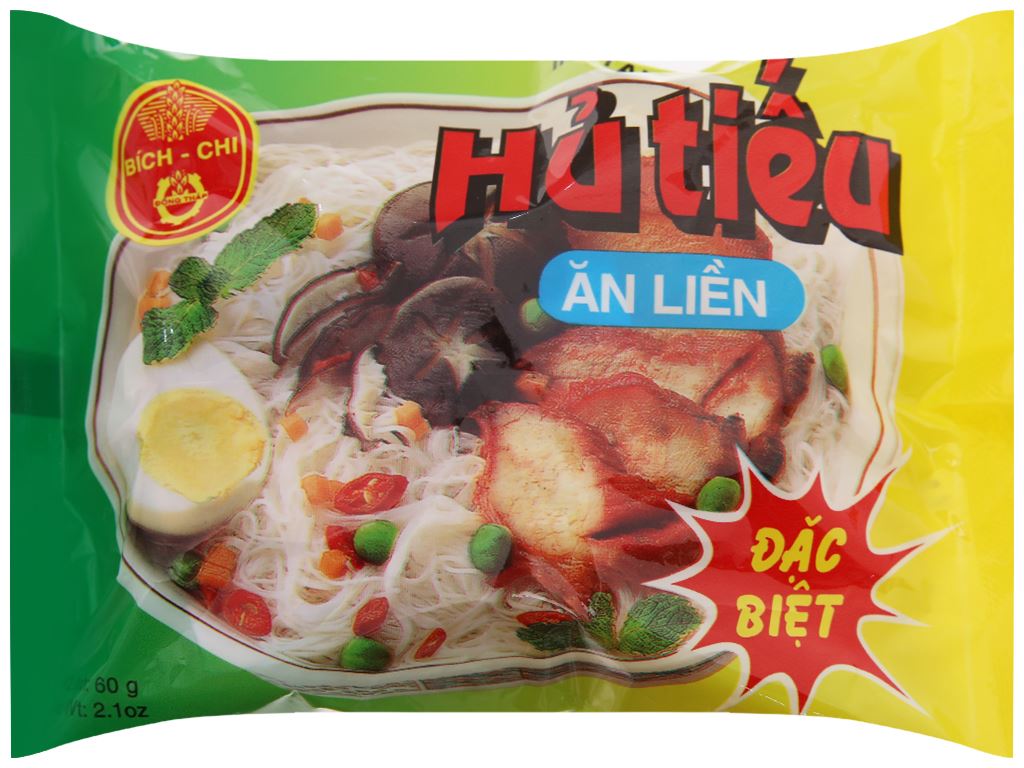 BÍCH - CHI
ĐỒNG THÁP
Hủ tiếu
ĂN LIỀN
ĐẶC
BIỆT
60 g
2.1oz